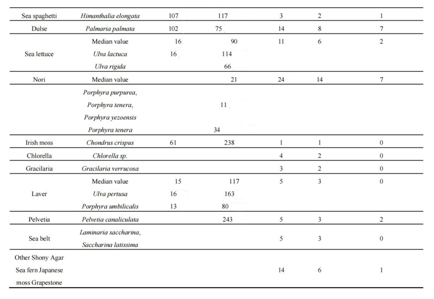 Sea spaghetti Himanthalia elongata 107 117 3 2 1
Dulse Palmaria palmata 102 75 14 8 7
Median value 16 90 11 6 2
Sea lettuce Ulva lactuca 16 114
Ulva rigida 66
Nori Median value 21 24 14 7
Porphyra purpurea,
Porphyra tenera, 11
Porphyra yezoensis
Porphyra tenera 34
Irish moss Chondrus crispus 61 238 1 1 0
Chlorella Chlorella sp. 4 2 0
Gracilaria Gracilaria verrucosa 3 2 0
Median value 15 117 5 3 0
Laver Ulva pertusa 16 163
Porphyra umbilicalis 13 80
Pelvetia Pelvetia canaliculata 243 5 3 2
Laminaria saccharina,
Sea belt 5 3 0
Saccharina latissima
Other Shony Agar
Sea fern Japanese 14 6 1
moss Grapestone